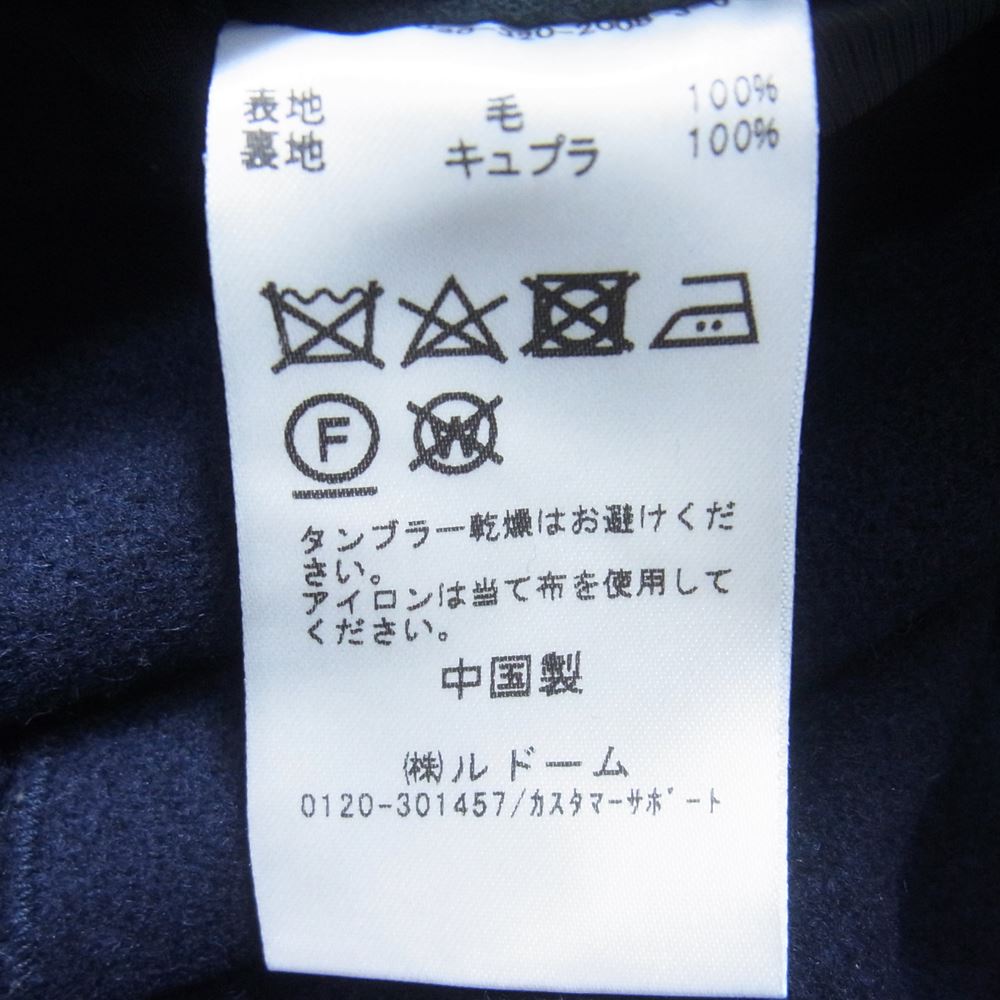 表地 毛 100%
裏地 キュプラ 100%
F
W
タンブラー乾燥はお避けくだ
さい。
アイロンは当て布を使用して
ください。
中国製
㈱ルドーム
0120-301457/カスタマーサポート